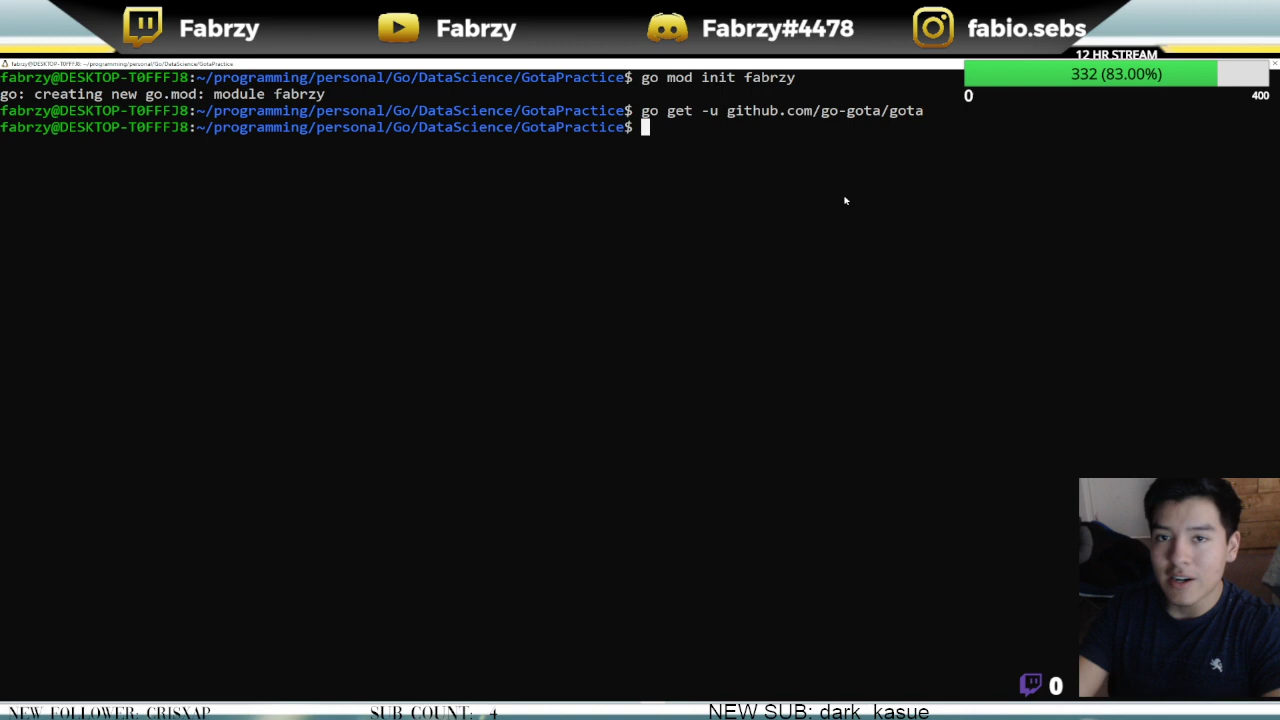 Fabrzy
Fabrzy
Fabrzy#4478
fabio.sebs
12 HR STREAM
332 (83.00%)
0
400
fabrzy@DESKTOP-T0FFFJ8: ~/programming/personal/Go/DataScience/GotaPractice
fabrzy@DESKTOP-T0FFFJ8:~/programming/personal/Go/DataScience/GotaPractice$ go mod init fabrzy
go: creating new go.mod: module fabrzy
fabrzy@DESKTOP-T0FFFJ8:~/programming/personal/Go/DataScience/GotaPractice$ go get -u github.com/go-gota/gota
fabrzy@DESKTOP-T0FFFJ8:~/programming/personal/Go/DataScience/GotaPractice$
0
NEW FOLLOWER: CRISXAP
SUB COUNT: 4
NEW SUB: dark_kasue